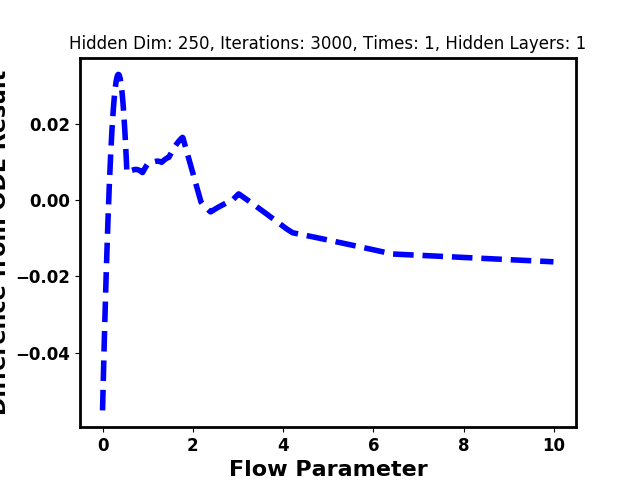 Hidden Dim: 250, Iterations: 3000, Times: 1, Hidden Layers: 1
Difference from ODE Result
0.02
0.00
−0.02
−0.04
0 2 4 6 8 10
Flow Parameter